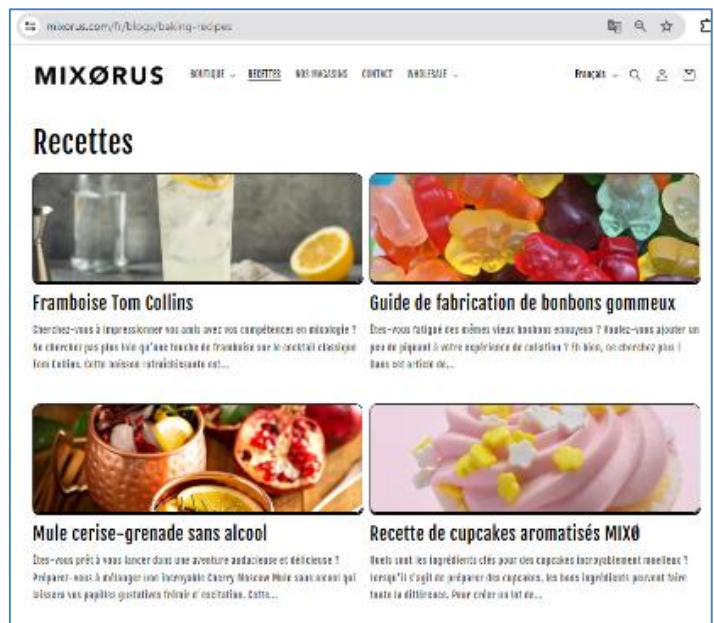 mixorus.com/fr/blogs/baking-recipes
MIXØRUS BOUTIQUE RECETTES NOS MAGASINS CONTACT WHOLESALE Français
Recettes
Framboise Tom Collins
Cherchez-vous à impressionner vos amis avec vos compétences en mixologie ?
Ne cherchez pas plus loin qu'une touche de framboise sur le cocktail classique
Tom Collins. Cette boisson rafraîchissante est...
Guide de fabrication de bonbons gommeux
Êtes-vous fatigué des mêmes vieux bonbons ennuyeux ? Voulez-vous ajouter un
peu de piquant à votre expérience de collation ? Eh bien, ne cherchez plus !
Dans cet article de...
Mule cerise-grenade sans alcool
Êtes-vous prêt à vous lancer dans une aventure audacieuse et délicieuse ?
Préparez-vous à mélanger une incroyable Cherry Moscow Mule sans alcool qui
laissera vos papilles gustatives frémir d'excitation. Cette...
Recette de cupcakes aromatisés MIXØ
Quels sont les ingrédients clés pour des cupcakes incroyablement moelleux ?
Lorsqu'il s'agit de préparer des cupcakes, les bons ingrédients peuvent faire
toute la différence. Pour créer un lot de...